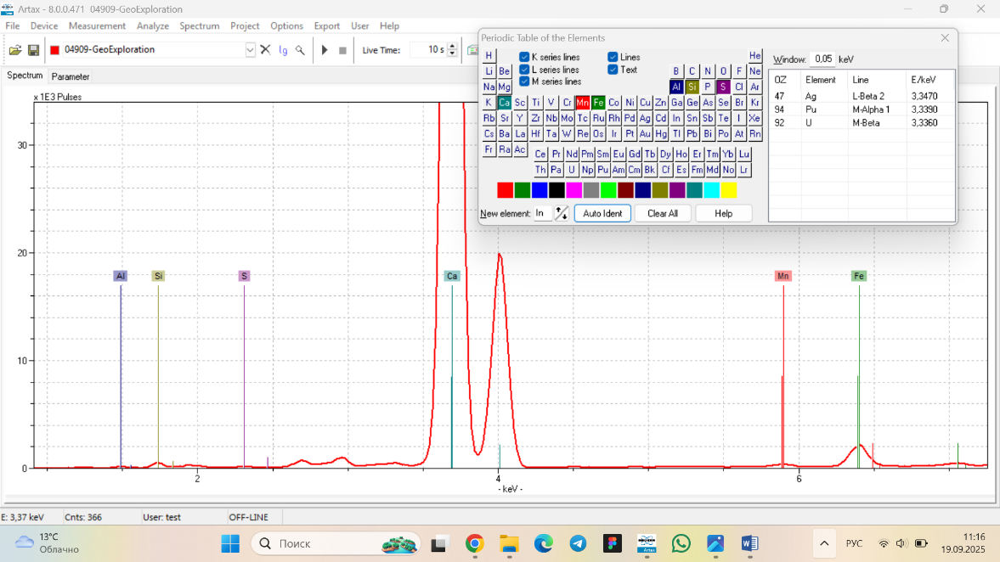 Artax - 8.0.0.471 04909-GeoExploration
File Device Measurement Analyze Spectrum Project Options Export User Help
04909-GeoExploration lg Live Time: 10 s
Spectrum Parameter
x 1E3 Pulses
30
20
10
0
Al Si S Ca Mn Fe
2 4 6
- keV -
Periodic Table of the Elements
K series lines
L series lines
M series lines
Lines
Text
H He
Li Be B C N O F Ne
Na Mg Al Si P S Cl Ar
K Ca Sc Ti V Cr Mn Fe Co Ni Cu Zn Ga Ge As Se Br Kr
Rb Sr Y Zr Nb Mo Tc Ru Rh Pd Ag Cd In Sn Sb Te I Xe
Cs Ba La Hf Ta W Re Os Ir Pt Au Hg Tl Pb Bi Po At Rn
Fr Ra Ac
Ce Pr Nd Pm Sm Eu Gd Tb Dy Ho Er Tm Yb Lu
Th Pa U Np Pu Am Cm Bk Cf Es Fm Md No Lr
New element: In Auto Ident Clear All Help
Window: 0,05 keV
OZ Element Line E/keV
47 Ag L-Beta 2 3,3470
94 Pu M-Alpha 1 3,3390
92 U M-Beta 3,3360
E: 3,37 keV Cnts: 366 User: test OFF-LINE
13°C
Облачно
Поиск
Artax
РУС
11:16
19.09.2025